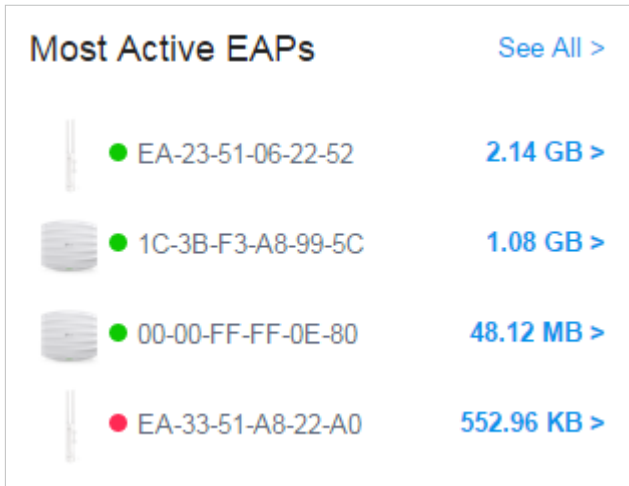 Most Active EAPs See All >
EA-23-51-06-22-52 2.14 GB >
1C-3B-F3-A8-99-5C 1.08 GB >
00-00-FF-FF-0E-80 48.12 MB >
EA-33-51-A8-22-A0 552.96 KB >